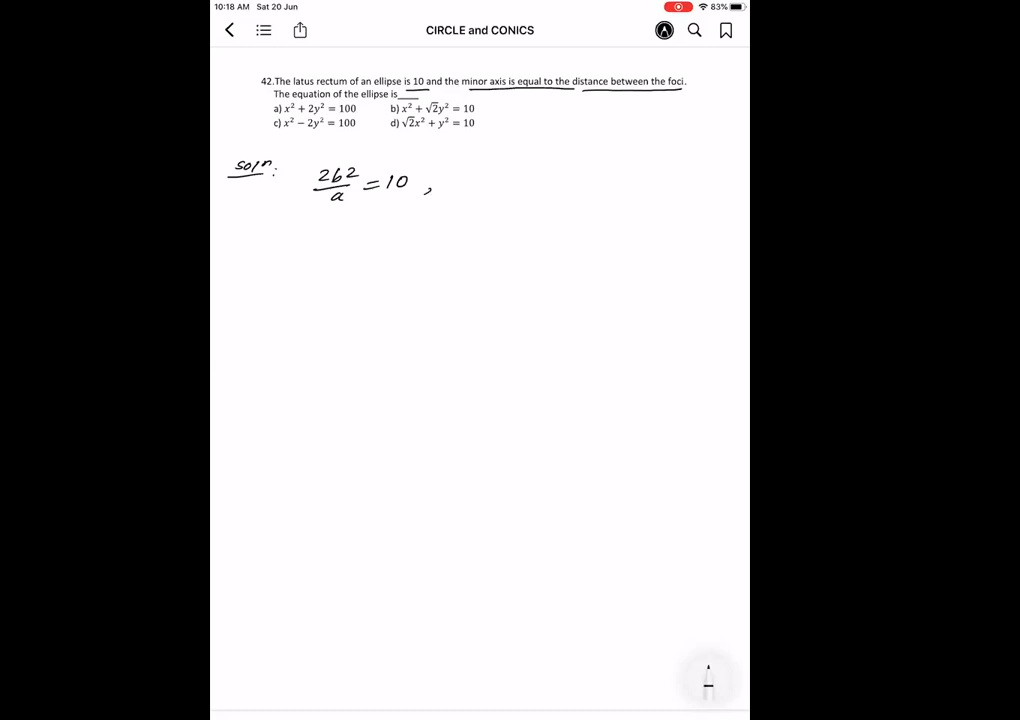 10:18 AM Sat 20 Jun 83%
CIRCLE and CONICS
42.The latus rectum of an ellipse is 10 and the minor axis is equal to the distance between the foci.
The equation of the ellipse is____
a) x² + 2y² = 100 b) x² + √2y² = 10
c) x² − 2y² = 100 d) √2x² + y² = 10
Soln: 2b²/a = 10 ,